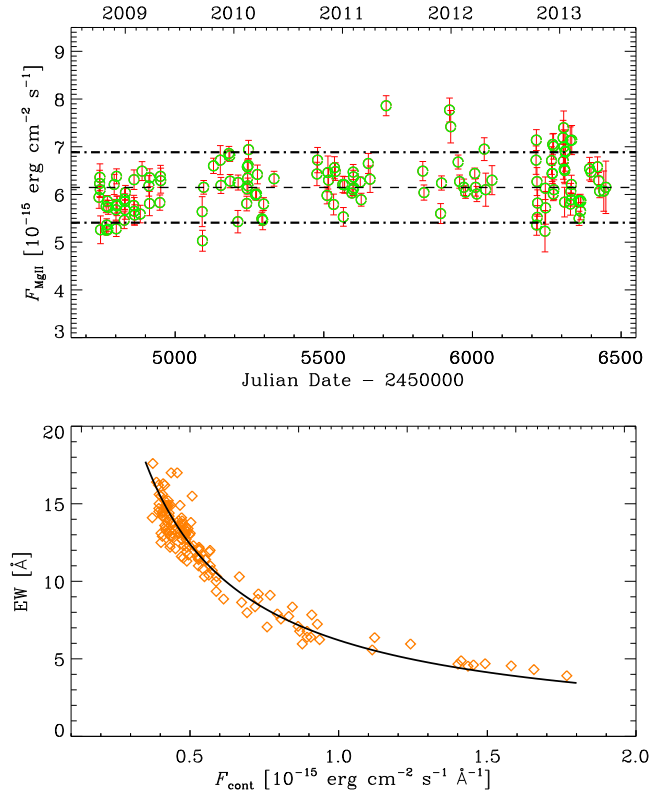 2009 2010 2011 2012 2013
9
8
7
6
5
4
3
F_MgII [10⁻¹⁵ erg cm⁻² s⁻¹]
5000 5500 6000 6500
Julian Date − 2450000
20
15
10
5
0
EW [Å]
0.5 1.0 1.5 2.0
F_cont [10⁻¹⁵ erg cm⁻² s⁻¹ Å⁻¹]